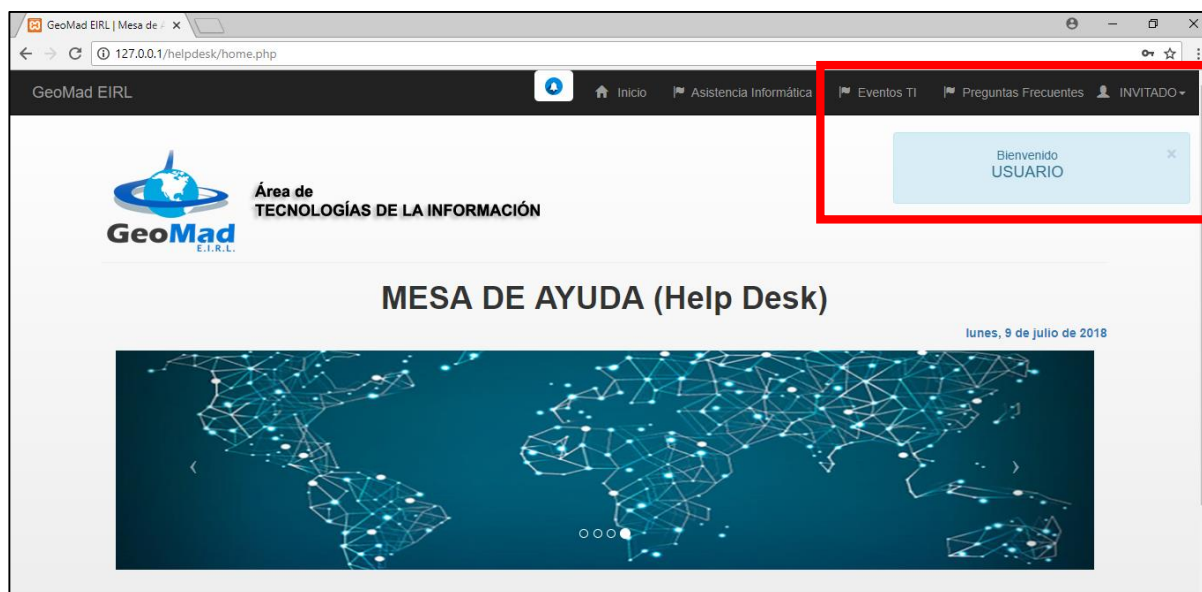 GeoMad EIRL | Mesa de A
127.0.0.1/helpdesk/home.php
GeoMad EIRL Inicio Asistencia Informática Eventos TI Preguntas Frecuentes INVITADO
Bienvenido
USUARIO
GeoMad
E.I.R.L.
Área de
TECNOLOGÍAS DE LA INFORMACIÓN
MESA DE AYUDA (Help Desk)
lunes, 9 de julio de 2018